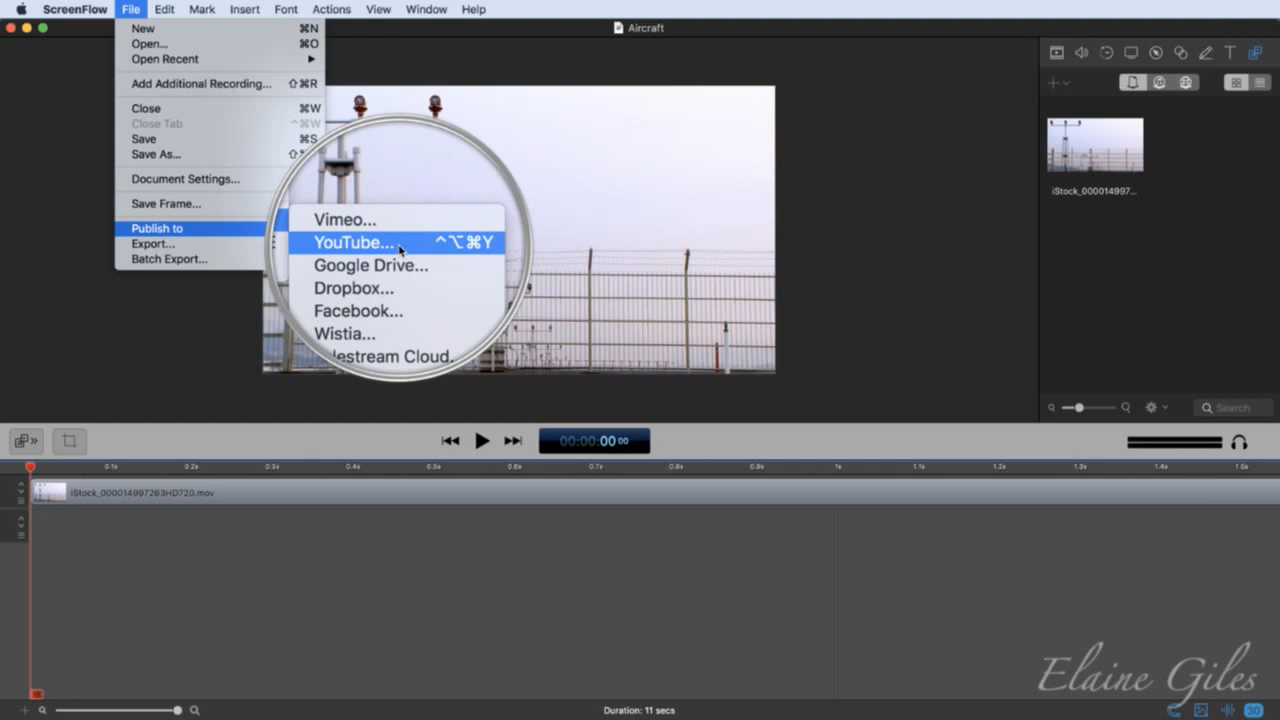 ScreenFlow File Edit Mark Insert Font Actions View Window Help
Aircraft
New ⌘N
Open... ⌘O
Open Recent ▶
Add Additional Recording... ⇧⌘R
Close ⌘W
Close Tab ^⌘W
Save ⌘S
Save As...
Document Settings...
Save Frame...
Publish to
Export...
Batch Export...
Vimeo...
YouTube... ^⌥⌘Y
Google Drive...
Dropbox...
Facebook...
Wistia...
Cloud.
iStock_000014997...
Search
00:00:00 00
0.1s 0.2s 0.3s 0.4s 0.5s 0.6s 0.7s 0.8s 0.9s 1s 1.1s 1.2s 1.3s 1.4s 1.5s
iStock_000014997263HD720.mov
Elaine Giles
Duration: 11 secs
30